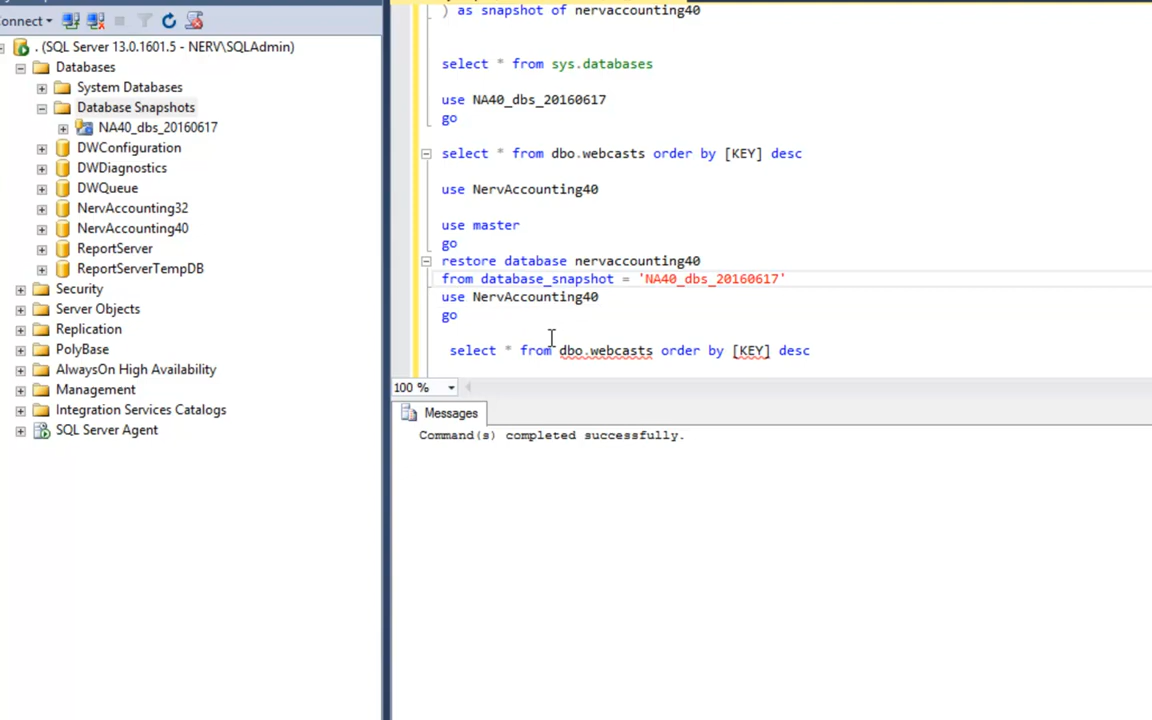 onnect
. (SQL Server 13.0.1601.5 - NERV\SQLAdmin)
Databases
System Databases
Database Snapshots
NA40_dbs_20160617
DWConfiguration
DWDiagnostics
DWQueue
NervAccounting32
NervAccounting40
ReportServer
ReportServerTempDB
Security
Server Objects
Replication
PolyBase
AlwaysOn High Availability
Management
Integration Services Catalogs
SQL Server Agent
) as snapshot of nervaccounting40
select * from sys.databases
use NA40_dbs_20160617
go
select * from dbo.webcasts order by [KEY] desc
use NervAccounting40
use master
go
restore database nervaccounting40
from database_snapshot = 'NA40_dbs_20160617'
use NervAccounting40
go
select * from dbo.webcasts order by [KEY] desc
100 %
Messages
Command(s) completed successfully.